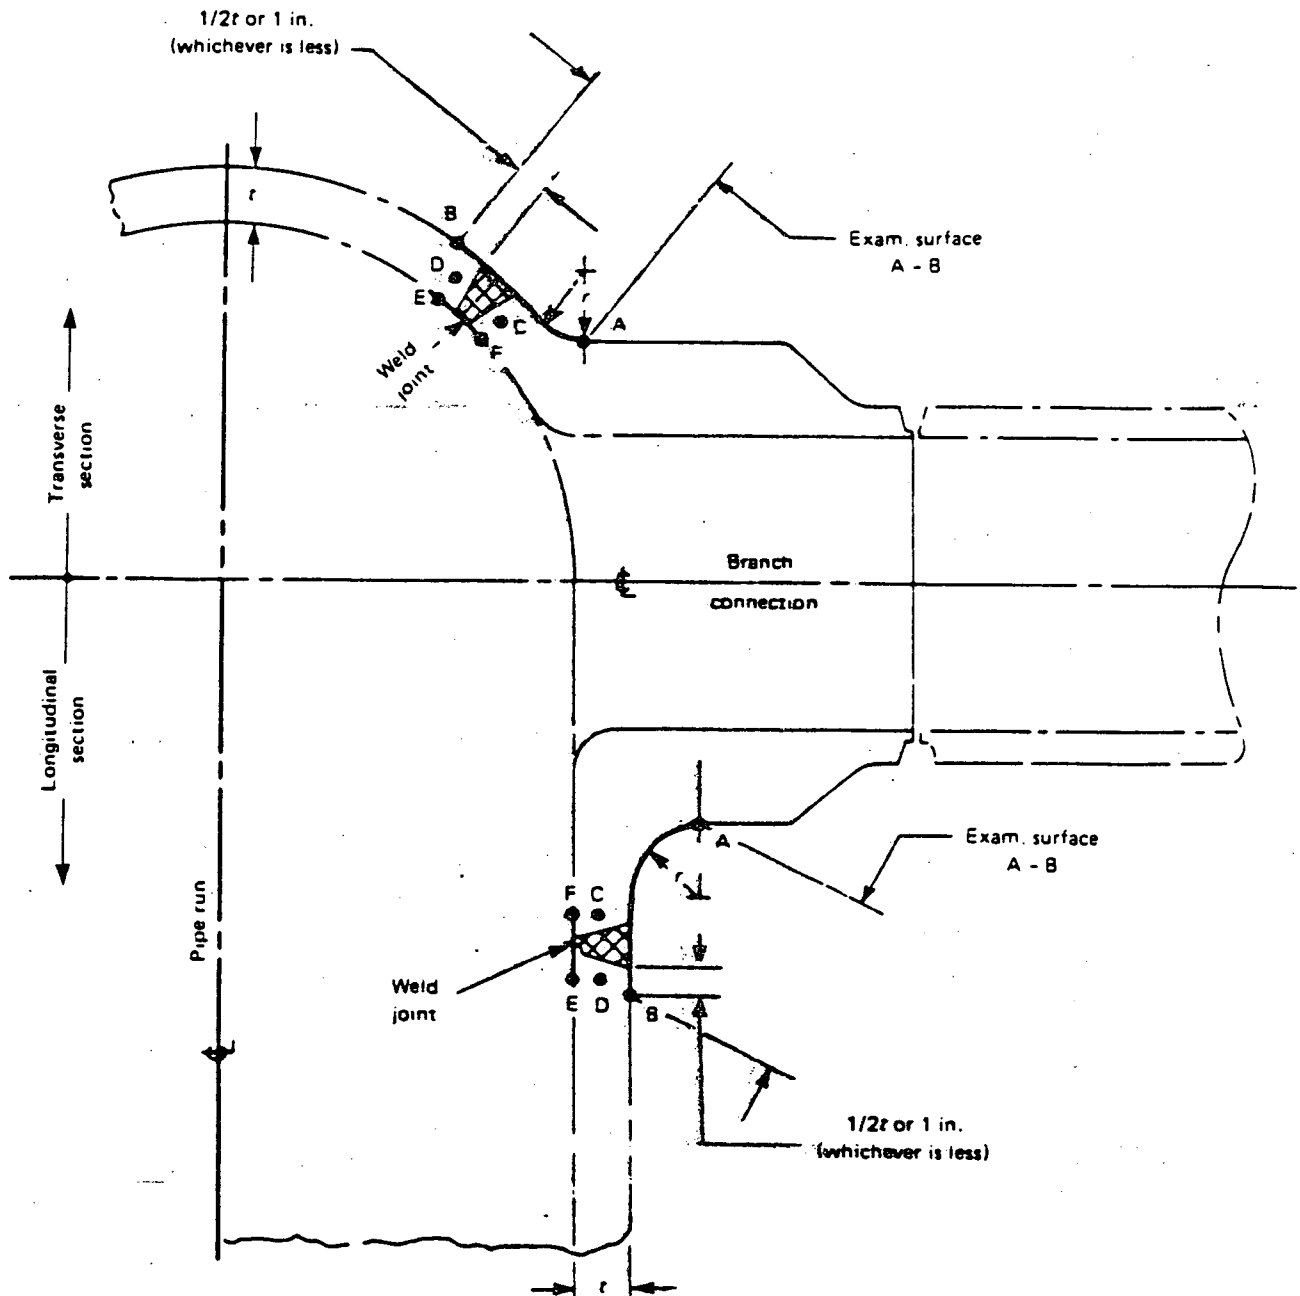 1/2t or 1 in.
(whichever is less)
t
B
D
E
C
F
r
A
Exam. surface
A - B
Weld
joint
Transverse
section
Branch
connection
Longitudinal
section
Pipe run
A
Exam. surface
A - B
r
F C
Weld
joint
E D
B
1/2t or 1 in.
(whichever is less)
t